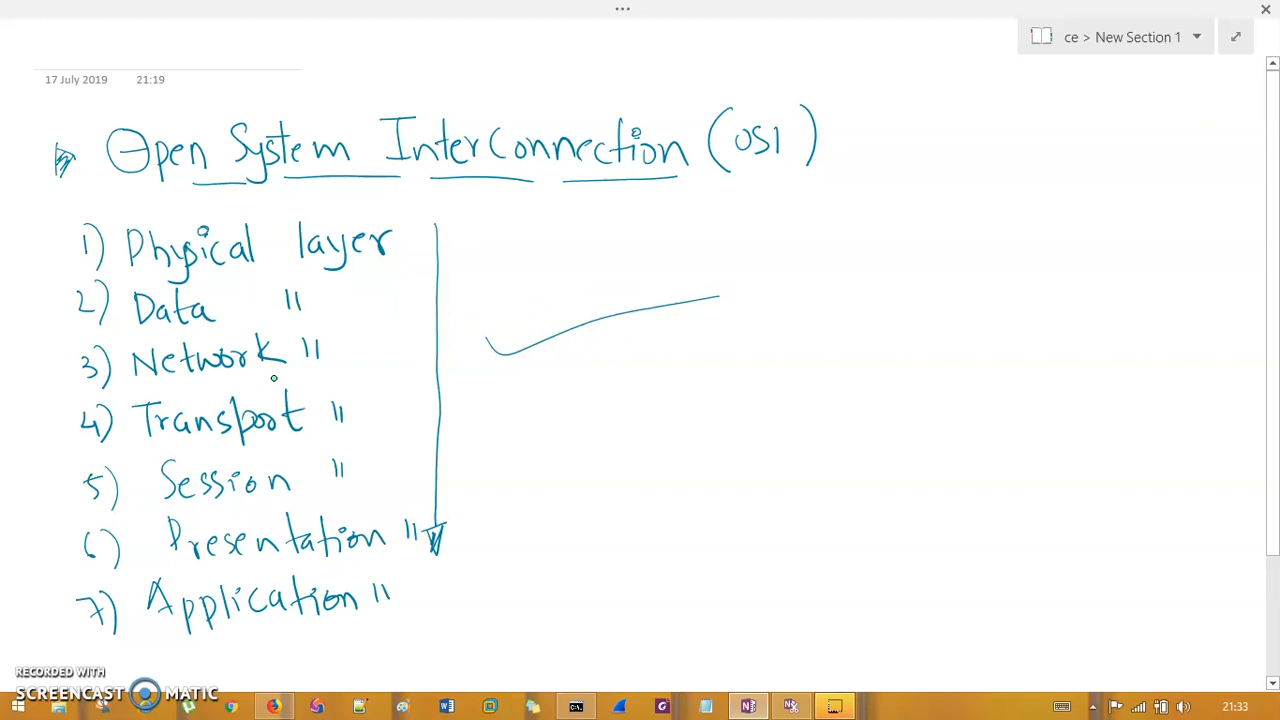 ce > New Section 1
17 July 2019 21:19
Open System Interconnection (OSI)
1) Physical layer
2) Data "
3) Network "
4) Transport "
5) Session "
6) Presentation "
7) Application "
RECORDED WITH
SCREENCAST MATIC
21:33